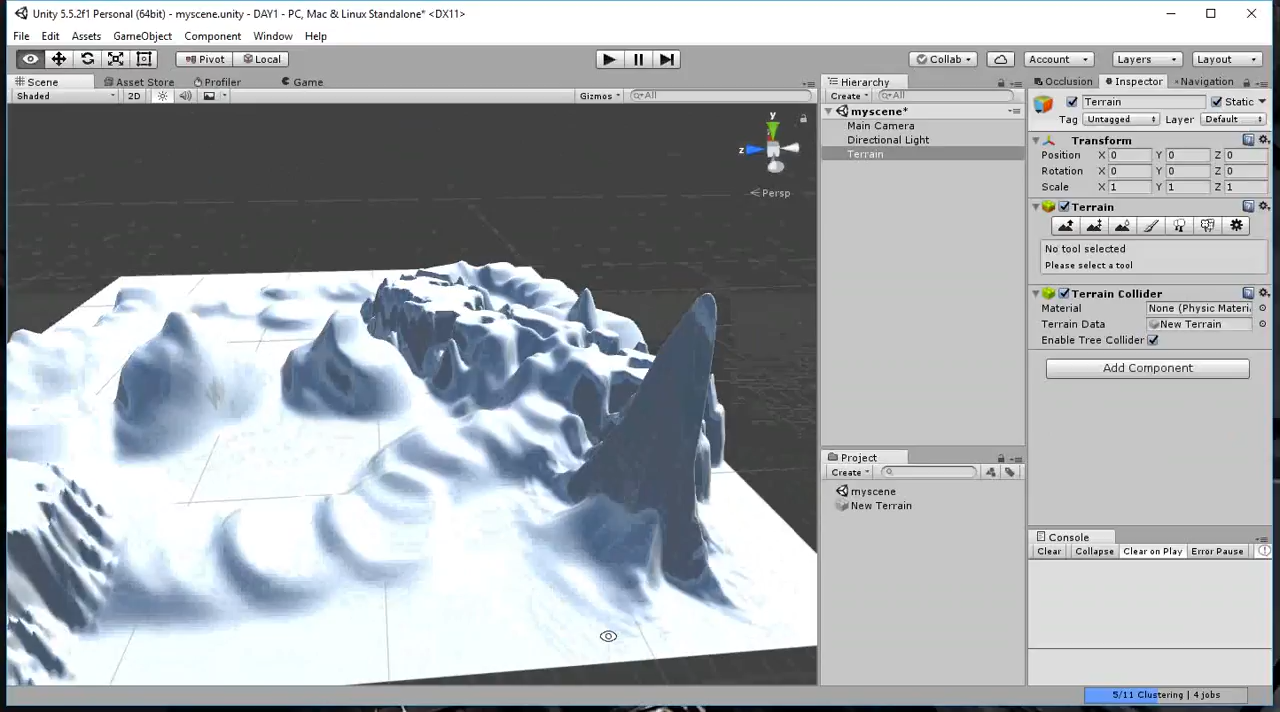 Unity 5.5.2f1 Personal (64bit) - myscene.unity - DAY1 - PC, Mac & Linux Standalone* <DX11>
File Edit Assets GameObject Component Window Help
Pivot Local Collab Account Layers Layout
Scene Asset Store Profiler Game
Shaded 2D Gizmos All
y
z
Persp
Hierarchy
Create All
myscene*
Main Camera
Directional Light
Terrain
Project
Create
myscene
New Terrain
Occlusion Inspector Navigation
Terrain Static
Tag Untagged Layer Default
Transform
Position X 0 Y 0 Z 0
Rotation X 0 Y 0 Z 0
Scale X 1 Y 1 Z 1
Terrain
No tool selected
Please select a tool
Terrain Collider
Material None (Physic Materi
Terrain Data New Terrain
Enable Tree Collider
Add Component
Console
Clear Collapse Clear on Play Error Pause
5/11 Clustering | 4 jobs